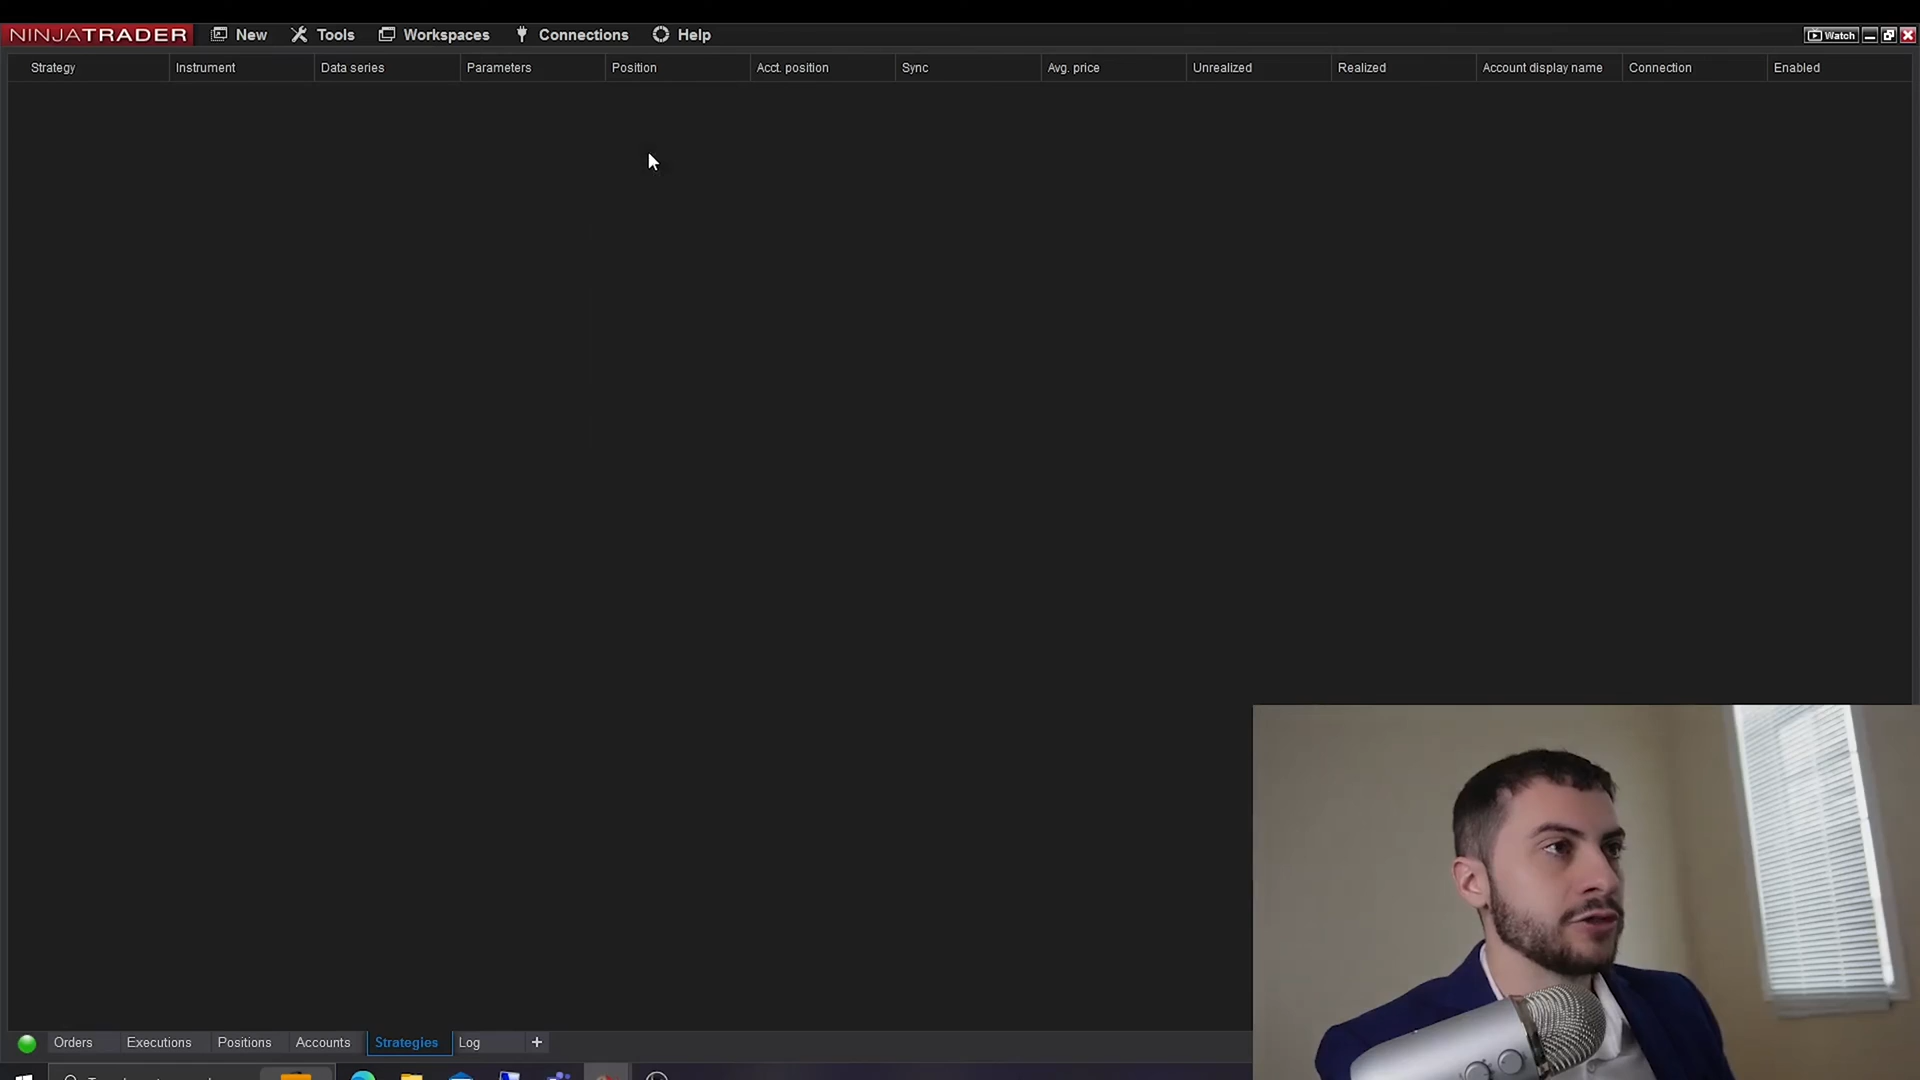 NINJATRADER New Tools Workspaces Connections Help Watch
Strategy Instrument Data series Parameters Position Acct. position Sync Avg. price Unrealized Realized Account display name Connection Enabled
Orders Executions Positions Accounts Strategies Log +